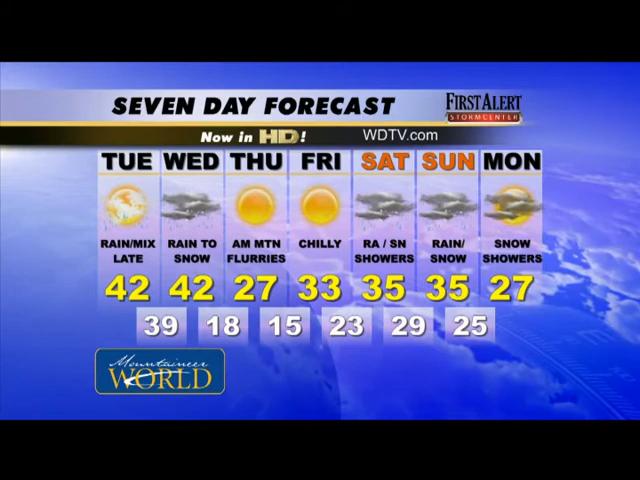 SEVEN DAY FORECAST
FIRST ALERT
STORMCENTER
Now in HD!
WDTV.com
TUE WED THU FRI SAT SUN MON
RAIN/MIX LATE
RAIN TO SNOW
AM MTN FLURRIES
CHILLY
RA / SN SHOWERS
RAIN/ SNOW
SNOW SHOWERS
42 42 27 33 35 35 27
39 18 15 23 29 25
Mountaineer
WORLD